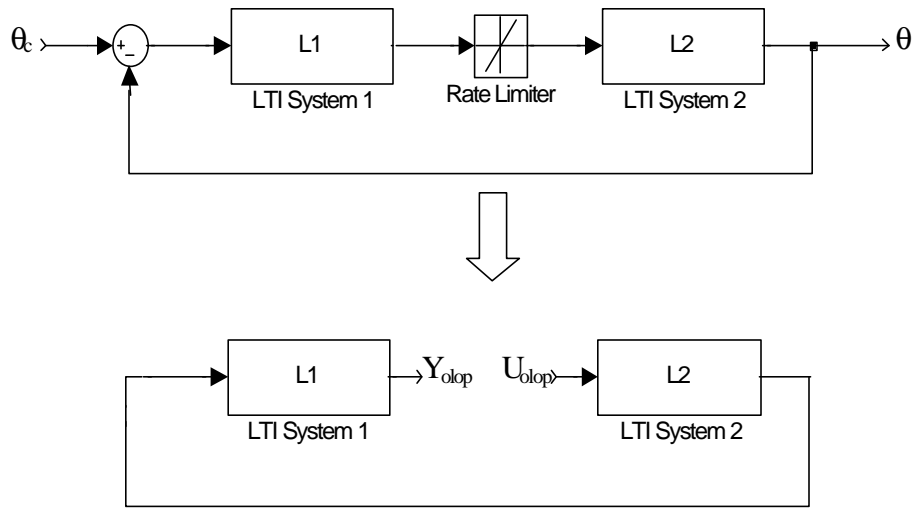 θc
+
−
L1
L2
θ
LTI System 1
Rate Limiter
LTI System 2
L1
Yolop
Uolop
L2
LTI System 1
LTI System 2